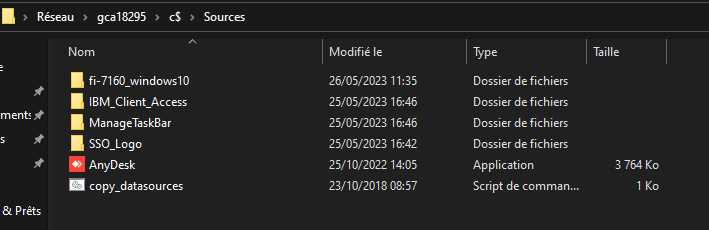 Réseau > gca18295 > c$ > Sources
Nom Modifié le Type Taille
fi-7160_windows10 26/05/2023 11:35 Dossier de fichiers
IBM_Client_Access 25/05/2023 16:46 Dossier de fichiers
ManageTaskBar 25/05/2023 16:46 Dossier de fichiers
SSO_Logo 25/05/2023 16:42 Dossier de fichiers
AnyDesk 25/10/2022 14:05 Application 3 764 Ko
copy_datasources 23/10/2018 08:57 Script de comman... 1 Ko
e
ments
s
& Prêts